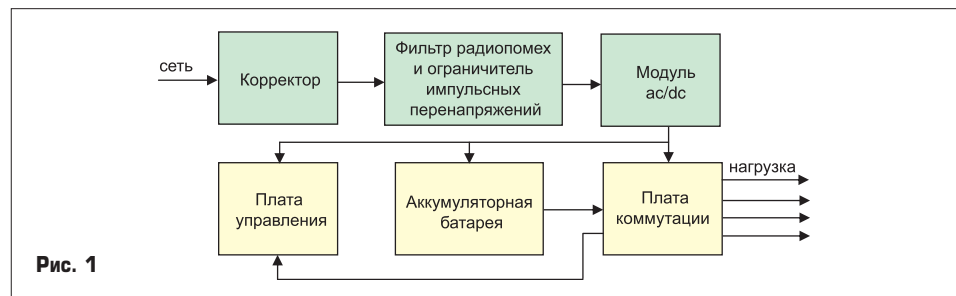 сеть
Корректор
Фильтр радиопомех
и ограничитель
импульсных
перенапряжений
Модуль
ac/dc
Плата
управления
Аккумуляторная
батарея
Плата
коммутации
нагрузка
Рис. 1